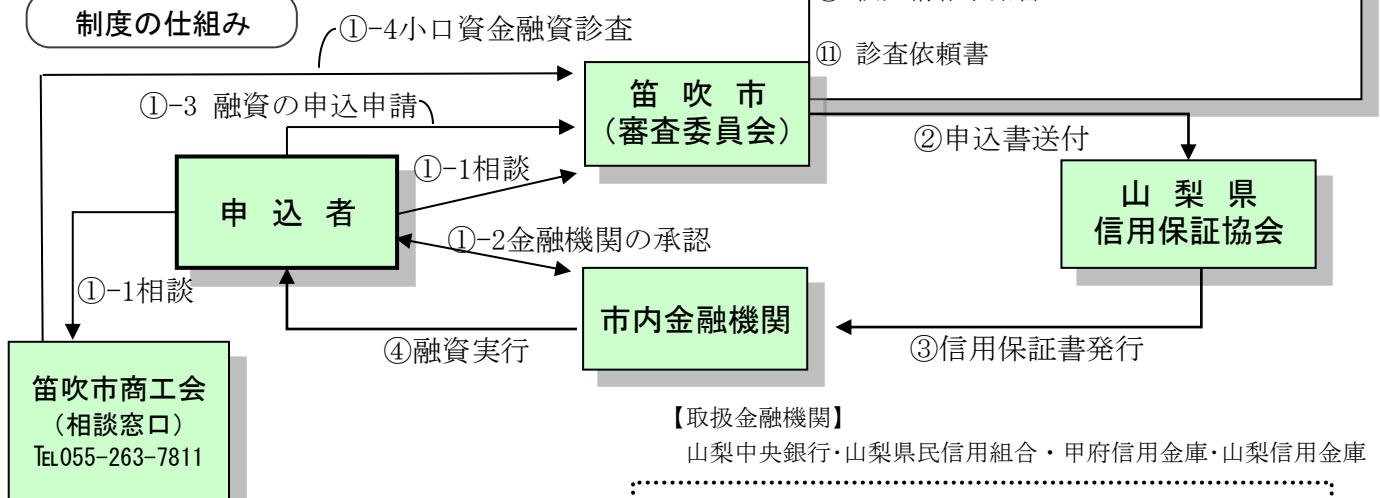 制度の仕組み
①-4小口資金融資診査
⑪ 診査依頼書
①-3 融資の申込申請
笛 吹 市
（審査委員会）
②申込書送付
①-1相談
申 込 者
山 梨 県
信用保証協会
①-2金融機関の承認
①-1相談
市内金融機関
④融資実行
③信用保証書発行
笛吹市商工会
（相談窓口）
℡055-263-7811
【取扱金融機関】
山梨中央銀行･山梨県民信用組合・甲府信用金庫･山梨信用金庫